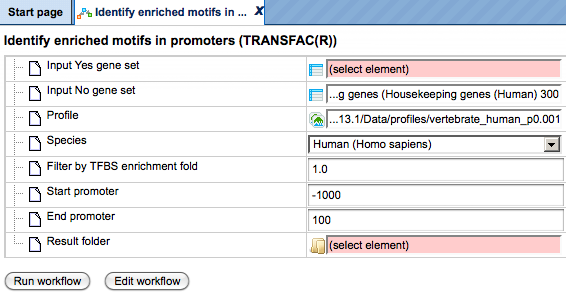 Start page
Identify enriched motifs in ... X
Identify enriched motifs in promoters (TRANSFAC(R))
Input Yes gene set (select element)
Input No gene set ...g genes (Housekeeping genes (Human) 300
Profile ...13.1/Data/profiles/vertebrate_human_p0.001
Species Human (Homo sapiens)
Filter by TFBS enrichment fold 1.0
Start promoter -1000
End promoter 100
Result folder (select element)
Run workflow Edit workflow